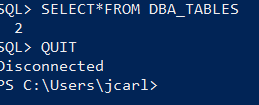 SQL> SELECT*FROM DBA_TABLES
2
SQL> QUIT
Disconnected
PS C:\Users\jcarl>